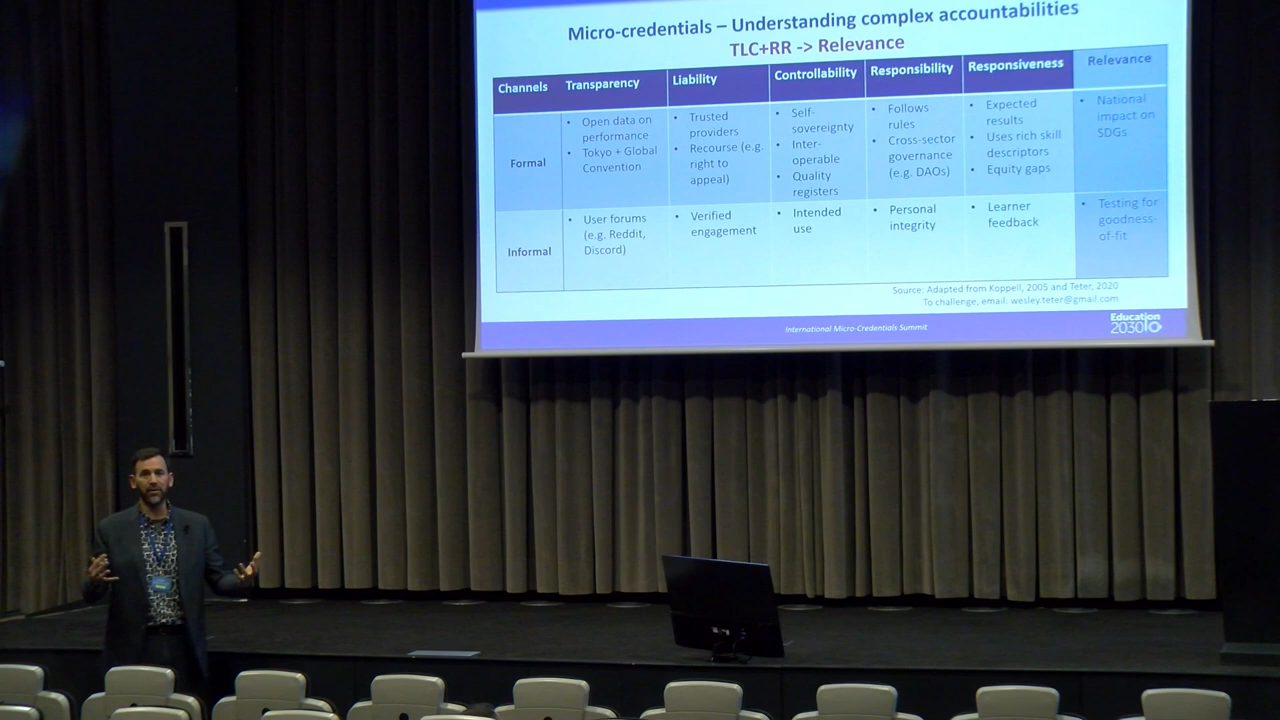 Micro-credentials – Understanding complex accountabilities
TLC+RR -> Relevance
Channels
Transparency
Liability
Controllability
Responsibility
Responsiveness
Relevance
Formal
• Open data on
performance
• Tokyo + Global
Convention
• Trusted
providers
• Recourse (e.g.
right to
appeal)
• Self-
sovereignty
• Inter-
operable
• Quality
registers
• Follows
rules
• Cross-sector
governance
(e.g. DAOs)
• Expected
results
• Uses rich skill
descriptors
• Equity gaps
• National
impact on
SDGs
Informal
• User forums
(e.g. Reddit,
Discord)
• Verified
engagement
• Intended
use
• Personal
integrity
• Learner
feedback
• Testing for
goodness-
of-fit
Source: Adapted from Koppell, 2005 and Teter, 2020
To challenge, email: wesley.teter@gmail.com
International Micro-Credentials Summit
Education
2030